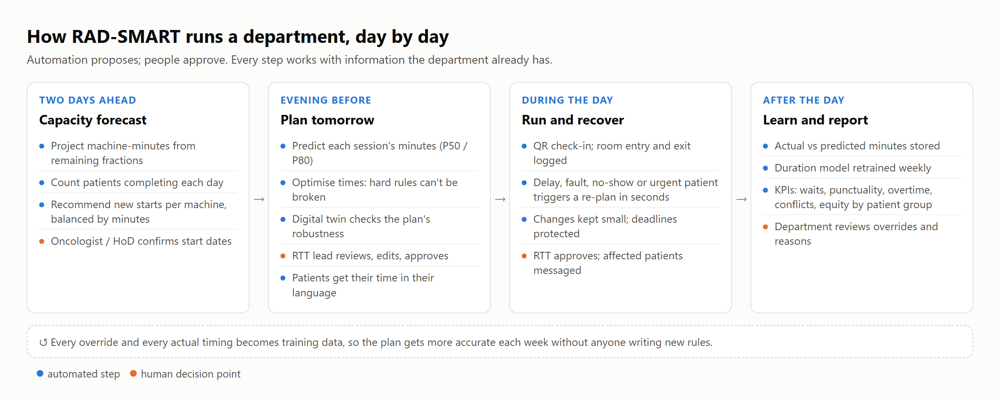 How RAD-SMART runs a department, day by day
Automation proposes; people approve. Every step works with information the department already has.
TWO DAYS AHEAD
Capacity forecast
Project machine-minutes from
remaining fractions
Count patients completing each day
Recommend new starts per machine,
balanced by minutes
Oncologist / HoD confirms start dates
→
EVENING BEFORE
Plan tomorrow
Predict each session's minutes (P50 /
P80)
Optimise times: hard rules can't be
broken
Digital twin checks the plan's
robustness
RTT lead reviews, edits, approves
Patients get their time in their
language
→
DURING THE DAY
Run and recover
QR check-in; room entry and exit
logged
Delay, fault, no-show or urgent patient
triggers a re-plan in seconds
Changes kept small; deadlines
protected
RTT approves; affected patients
messaged
→
AFTER THE DAY
Learn and report
Actual vs predicted minutes stored
Duration model retrained weekly
KPIs: waits, punctuality, overtime,
conflicts, equity by patient group
Department reviews overrides and
reasons
↺ Every override and every actual timing becomes training data, so the plan gets more accurate each week without anyone writing new rules.
automated step
human decision point